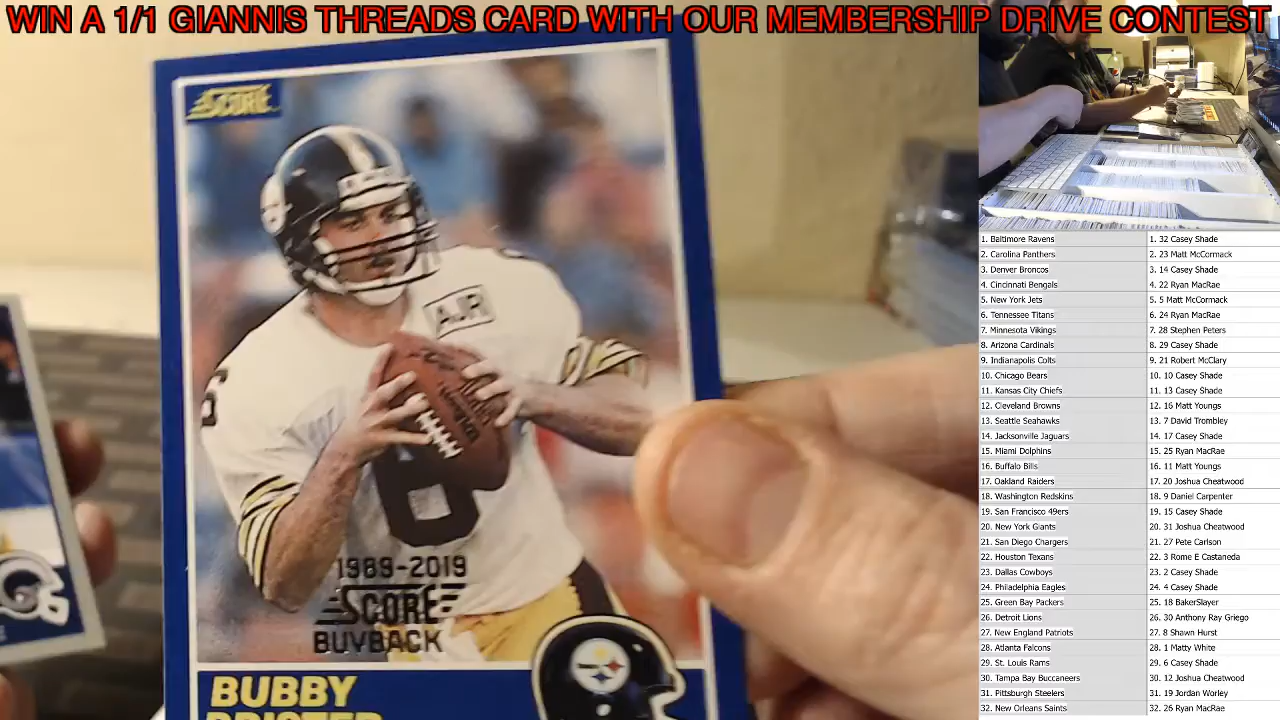 WIN A 1/1 GIANNIS THREADS CARD WITH OUR MEMBERSHIP DRIVE CONTEST
SCORE
AJR
6
6
1989-2019
SCORE
BUYBACK
BUBBY
BRISTER
1. Baltimore Ravens 1. 32 Casey Shade
2. Carolina Panthers 2. 23 Matt McCormack
3. Denver Broncos 3. 14 Casey Shade
4. Cincinnati Bengals 4. 22 Ryan MacRae
5. New York Jets 5. 5 Matt McCormack
6. Tennessee Titans 6. 24 Ryan MacRae
7. Minnesota Vikings 7. 28 Stephen Peters
8. Arizona Cardinals 8. 29 Casey Shade
9. Indianapolis Colts 9. 21 Robert McClary
10. Chicago Bears 10. 10 Casey Shade
11. Kansas City Chiefs 11. 13 Casey Shade
12. Cleveland Browns 12. 16 Matt Youngs
13. Seattle Seahawks 13. 7 David Trombley
14. Jacksonville Jaguars 14. 17 Casey Shade
15. Miami Dolphins 15. 25 Ryan MacRae
16. Buffalo Bills 16. 11 Matt Youngs
17. Oakland Raiders 17. 20 Joshua Cheatwood
18. Washington Redskins 18. 9 Daniel Carpenter
19. San Francisco 49ers 19. 15 Casey Shade
20. New York Giants 20. 31 Joshua Cheatwood
21. San Diego Chargers 21. 27 Pete Carlson
22. Houston Texans 22. 3 Rome E Castaneda
23. Dallas Cowboys 23. 2 Casey Shade
24. Philadelphia Eagles 24. 4 Casey Shade
25. Green Bay Packers 25. 18 BakerSlayer
26. Detroit Lions 26. 30 Anthony Ray Griego
27. New England Patriots 27. 8 Shawn Hurst
28. Atlanta Falcons 28. 1 Matty White
29. St. Louis Rams 29. 6 Casey Shade
30. Tampa Bay Buccaneers 30. 12 Joshua Cheatwood
31. Pittsburgh Steelers 31. 19 Jordan Worley
32. New Orleans Saints 32. 26 Ryan MacRae